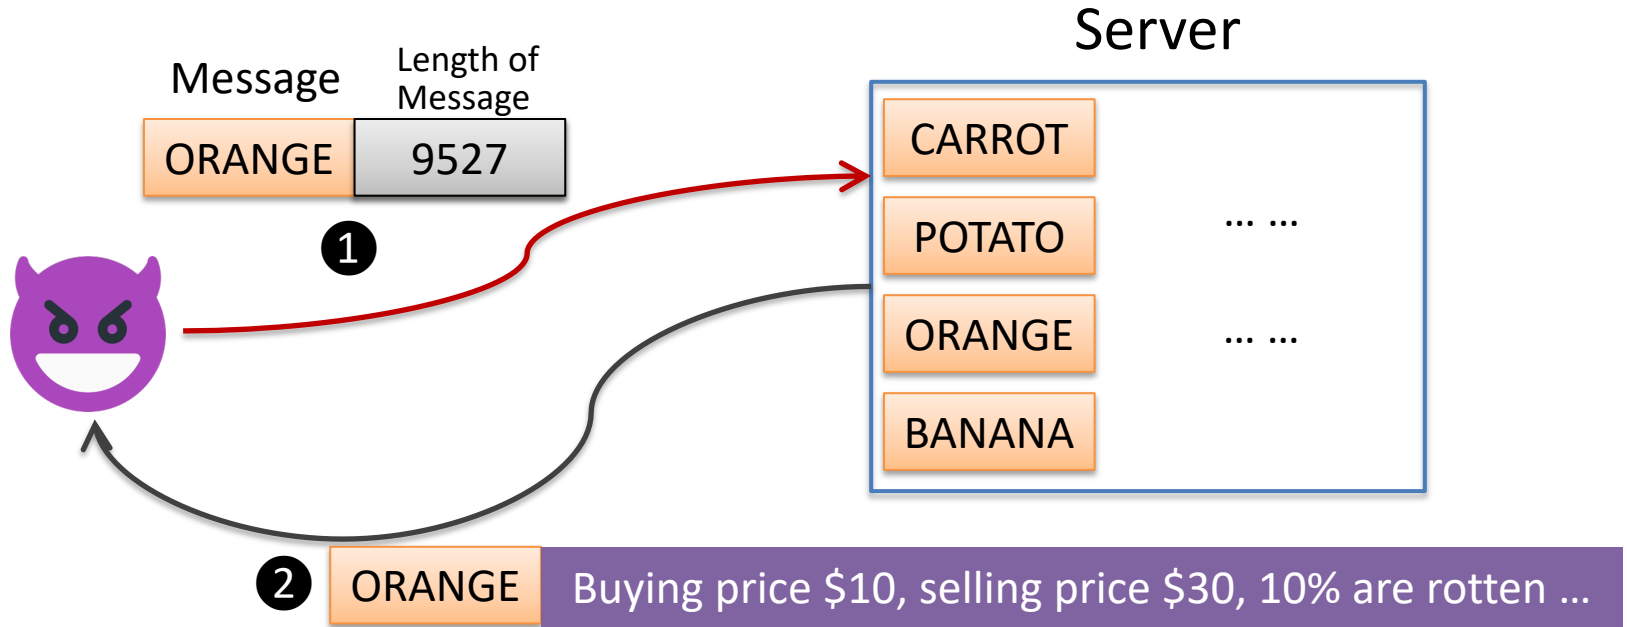 Server
Message
Length of
Message
ORANGE 9527
1
CARROT
POTATO ... ...
ORANGE ... ...
BANANA
2
ORANGE Buying price $10, selling price $30, 10% are rotten ...